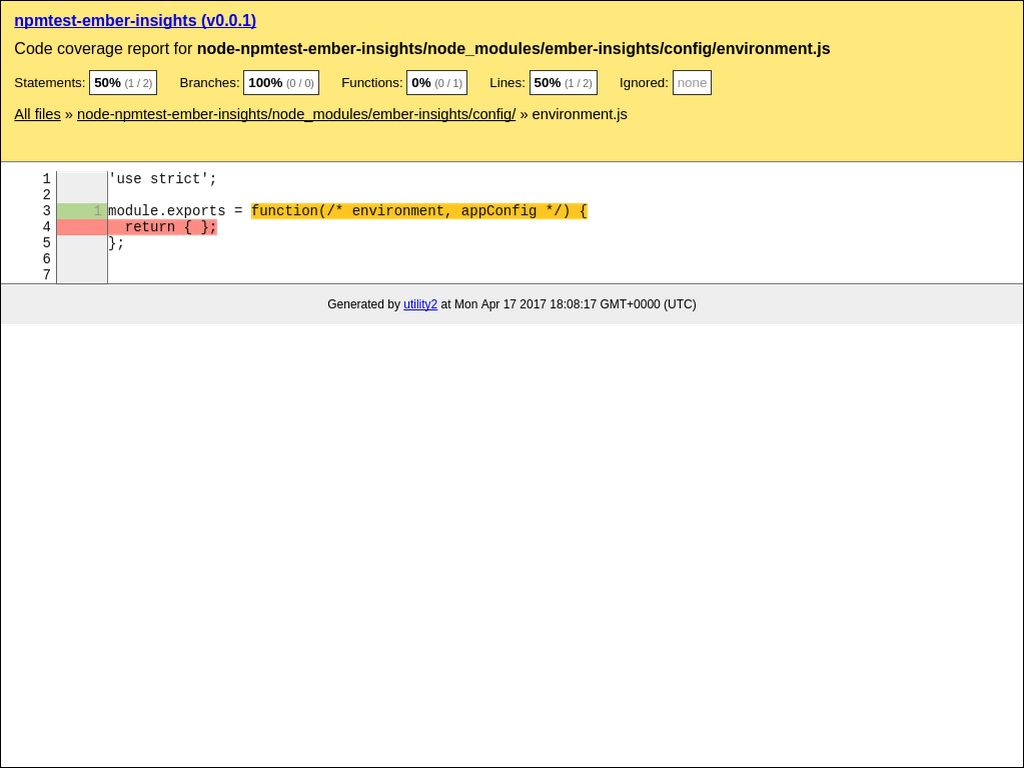 npmtest-ember-insights (v0.0.1)
Code coverage report for node-npmtest-ember-insights/node_modules/ember-insights/config/environment.js
Statements: 50% (1 / 2) Branches: 100% (0 / 0) Functions: 0% (0 / 1) Lines: 50% (1 / 2) Ignored: none
All files » node-npmtest-ember-insights/node_modules/ember-insights/config/ » environment.js
1 'use strict';
2
3 1 module.exports = function(/* environment, appConfig */) {
4 return { };
5 };
6
7
Generated by utility2 at Mon Apr 17 2017 18:08:17 GMT+0000 (UTC)